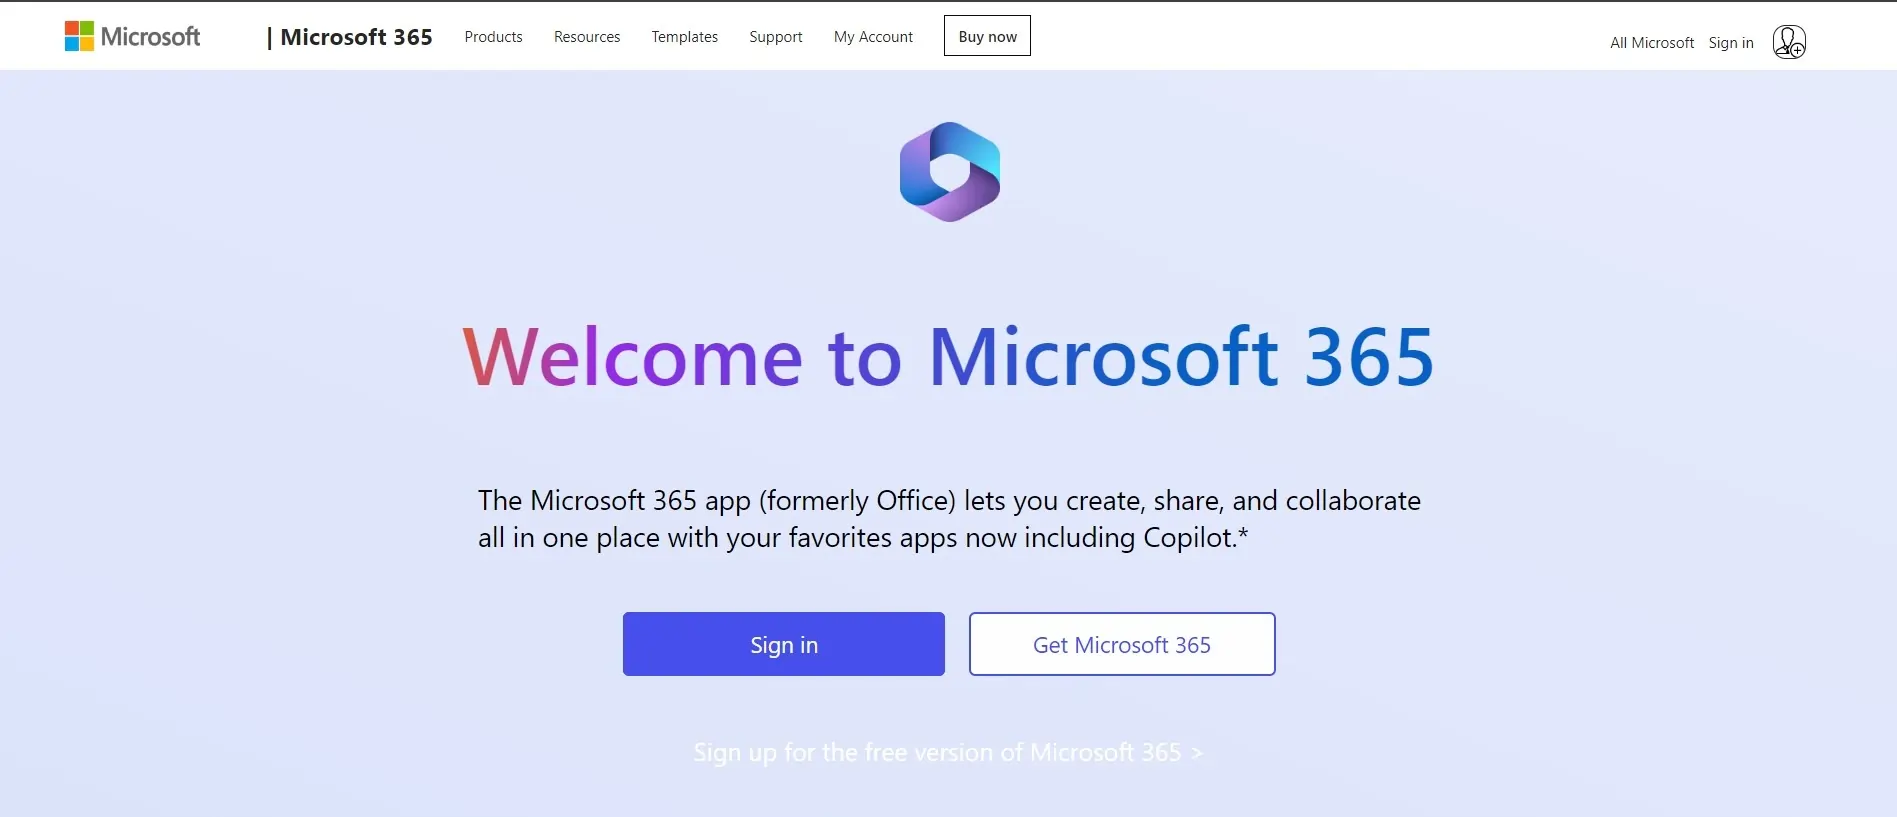 Microsoft | Microsoft 365 Products Resources Templates Support My Account Buy now All Microsoft Sign in
Welcome to Microsoft 365
The Microsoft 365 app (formerly Office) lets you create, share, and collaborate
all in one place with your favorites apps now including Copilot.*
Sign in Get Microsoft 365
Sign up for the free version of Microsoft 365 >